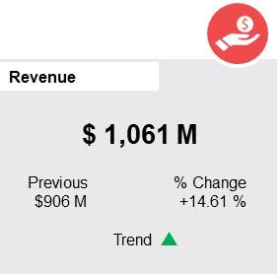 $
Revenue
$ 1,061 M
Previous % Change
$906 M +14.61 %
Trend